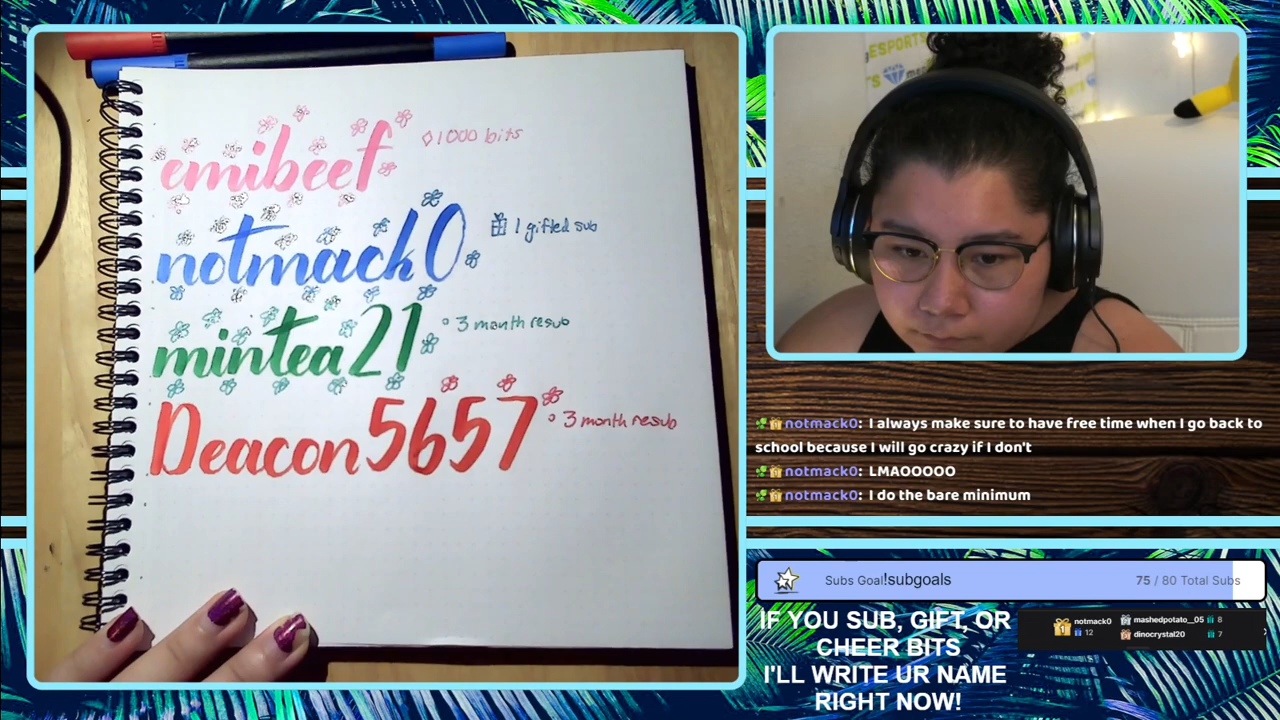 emibeef
1000 bits
notmack0
1 gifted sub
mintea21
3 month resub
Deacon5657
3 month resub
ESPORTS
notmack0: I always make sure to have free time when I go back to
school because I will go crazy if I don't
notmack0: LMAOOOOO
notmack0: I do the bare minimum
Subs Goal!subgoals
75 / 80 Total Subs
IF YOU SUB, GIFT, OR
CHEER BITS
I'LL WRITE UR NAME
RIGHT NOW!
notmack0
12
mashedpotato_05 8
dinocrystal20 7